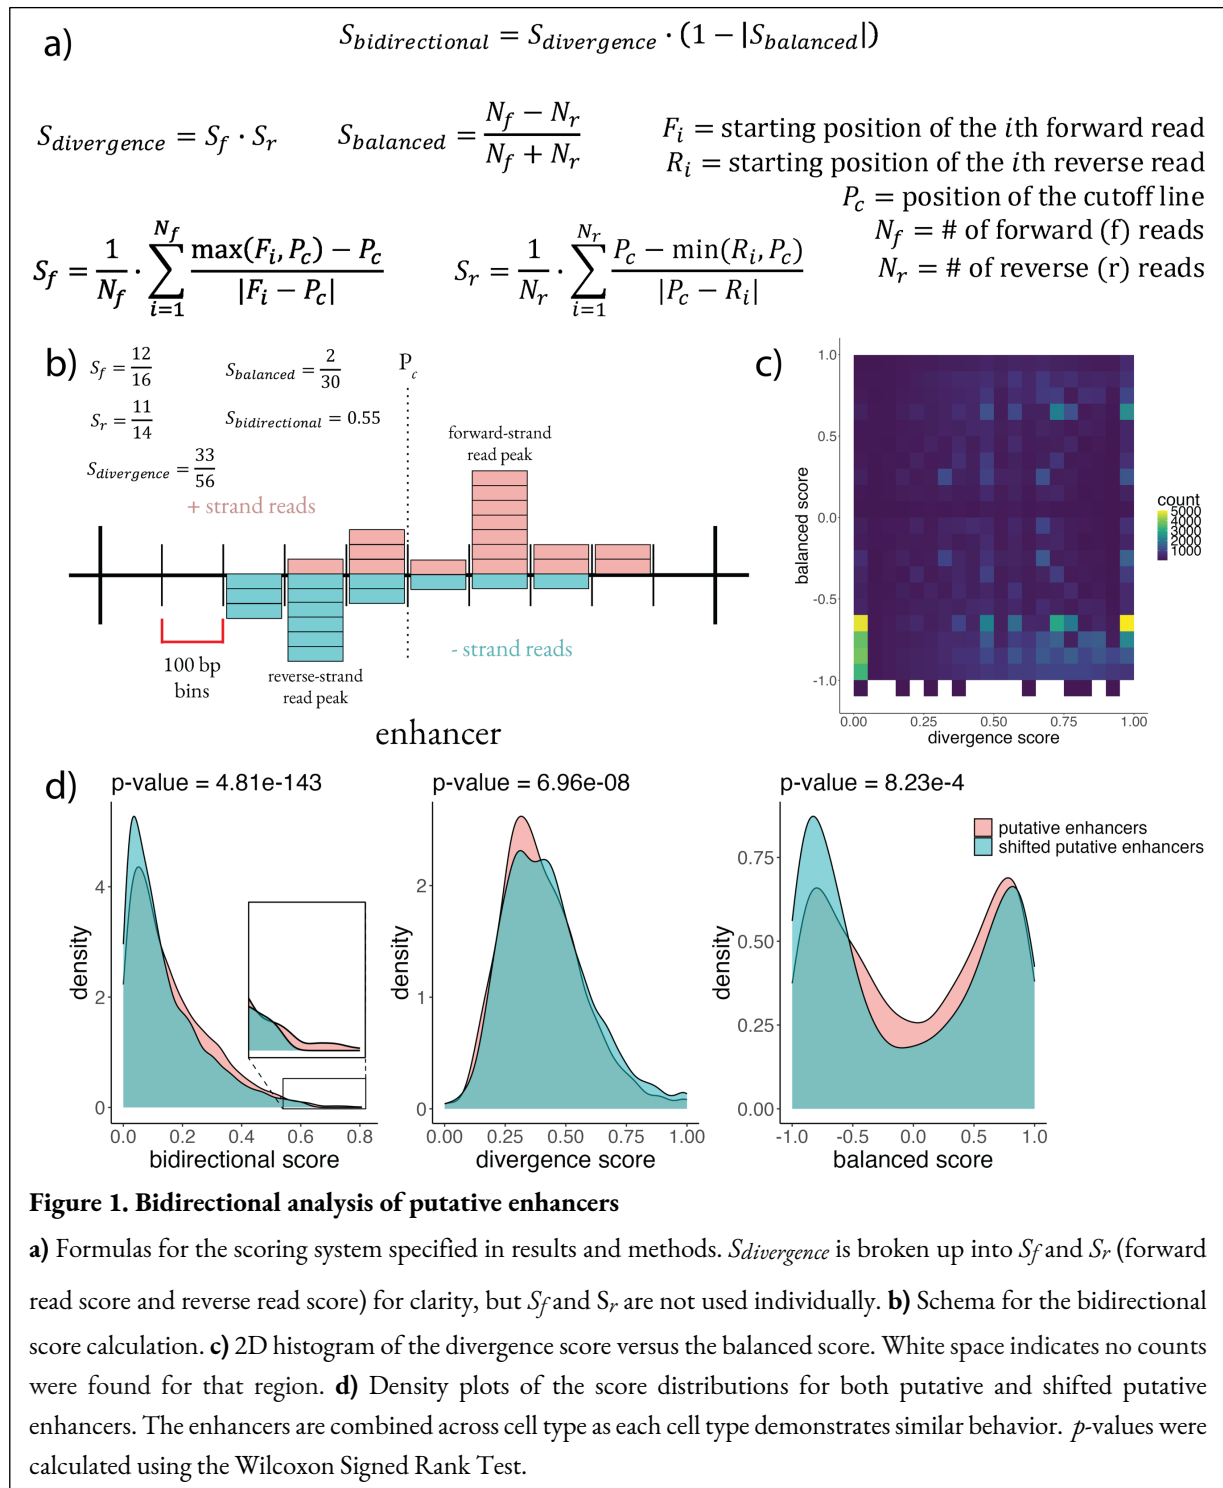 a)
S_bidirectional = S_divergence · (1 − |S_balanced|)
S_divergence = S_f · S_r
S_balanced = (N_f − N_r) / (N_f + N_r)
F_i = starting position of the ith forward read
R_i = starting position of the ith reverse read
P_c = position of the cutoff line
N_f = # of forward (f) reads
N_r = # of reverse (r) reads
S_f = 1/N_f · ∑_{i=1}^{N_f} (max(F_i, P_c) − P_c) / |F_i − P_c|
S_r = 1/N_r · ∑_{i=1}^{N_r} (P_c − min(R_i, P_c)) / |P_c − R_i|
b)
S_f = 12/16
S_balanced = 2/30
S_r = 11/14
S_bidirectional = 0.55
S_divergence = 33/56
P_c
forward-strand
read peak
+ strand reads
- strand reads
100 bp
bins
reverse-strand
read peak
enhancer
c)
1.0
0.5
0.0
-0.5
-1.0
balanced score
0.00 0.25 0.50 0.75 1.00
divergence score
count
5000
4000
3000
2000
1000
d)
p-value = 4.81e-143
4
2
0
density
0.0 0.2 0.4 0.6 0.8
bidirectional score
p-value = 6.96e-08
2
1
0
density
0.00 0.25 0.50 0.75 1.00
divergence score
p-value = 8.23e-4
putative enhancers
shifted putative enhancers
0.75
0.50
0.25
0.00
density
-1.0 -0.5 0.0 0.5 1.0
balanced score
Figure 1. Bidirectional analysis of putative enhancers
a) Formulas for the scoring system specified in results and methods. S_divergence is broken up into S_f and S_r (forward
read score and reverse read score) for clarity, but S_f and S_r are not used individually. b) Schema for the bidirectional
score calculation. c) 2D histogram of the divergence score versus the balanced score. White space indicates no counts
were found for that region. d) Density plots of the score distributions for both putative and shifted putative
enhancers. The enhancers are combined across cell type as each cell type demonstrates similar behavior. p-values were
calculated using the Wilcoxon Signed Rank Test.